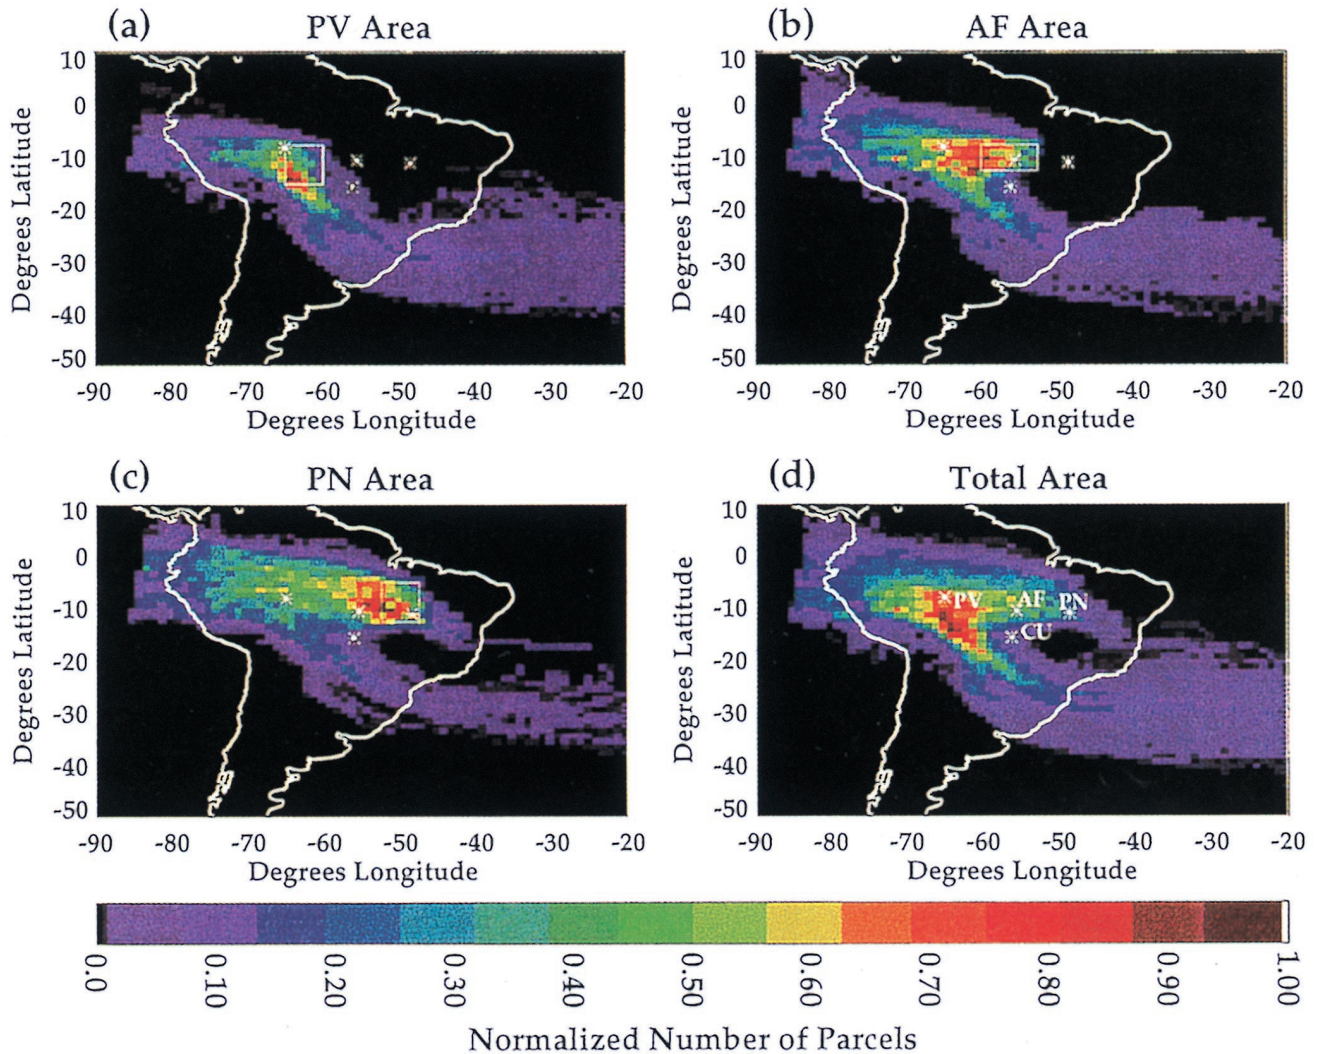 (a) PV Area
(b) AF Area
Degrees Latitude
10
0
-10
-20
-30
-40
-50
-90 -80 -70 -60 -50 -40 -30 -20
Degrees Longitude
Degrees Latitude
10
0
-10
-20
-30
-40
-50
-90 -80 -70 -60 -50 -40 -30 -20
Degrees Longitude
(c) PN Area
(d) Total Area
Degrees Latitude
10
0
-10
-20
-30
-40
-50
-90 -80 -70 -60 -50 -40 -30 -20
Degrees Longitude
Degrees Latitude
10
0
-10
-20
-30
-40
-50
PV AF PN
CU
-90 -80 -70 -60 -50 -40 -30 -20
Degrees Longitude
0.0 0.10 0.20 0.30 0.40 0.50 0.60 0.70 0.80 0.90 1.00
Normalized Number of Parcels